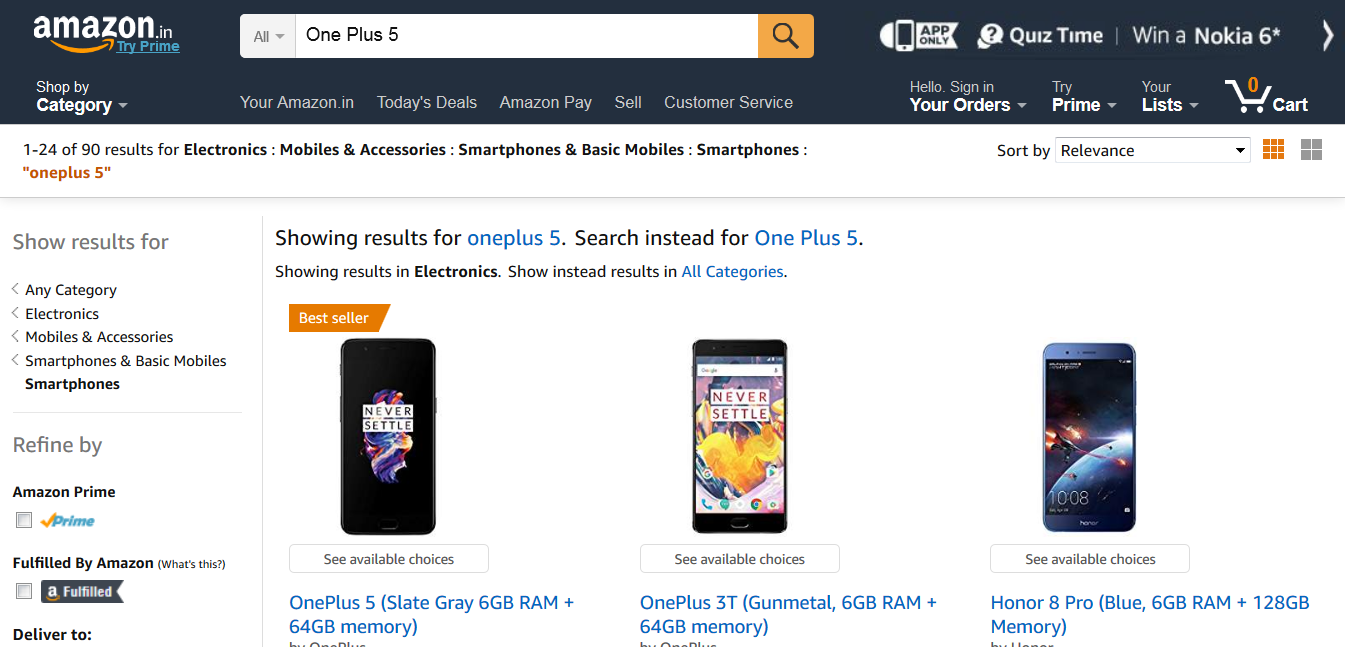 amazon.in
Try Prime
All
One Plus 5
APP ONLY
Quiz Time | Win a Nokia 6*
Shop by
Category
Your Amazon.in
Today's Deals
Amazon Pay
Sell
Customer Service
Hello. Sign in
Your Orders
Try
Prime
Your
Lists
0
Cart
1-24 of 90 results for Electronics : Mobiles & Accessories : Smartphones & Basic Mobiles : Smartphones :
"oneplus 5"
Sort by Relevance
Show results for
Any Category
Electronics
Mobiles & Accessories
Smartphones & Basic Mobiles
Smartphones
Refine by
Amazon Prime
Prime
Fulfilled By Amazon (What's this?)
a Fulfilled
Deliver to:
Showing results for oneplus 5. Search instead for One Plus 5.
Showing results in Electronics. Show instead results in All Categories.
Best seller
NEVER
SETTLE
See available choices
OnePlus 5 (Slate Gray 6GB RAM +
64GB memory)
by OnePlus
Google
NEVER
SETTLE
See available choices
OnePlus 3T (Gunmetal, 6GB RAM +
64GB memory)
by OnePlus
10:08
honor
See available choices
Honor 8 Pro (Blue, 6GB RAM + 128GB
Memory)
by Honor